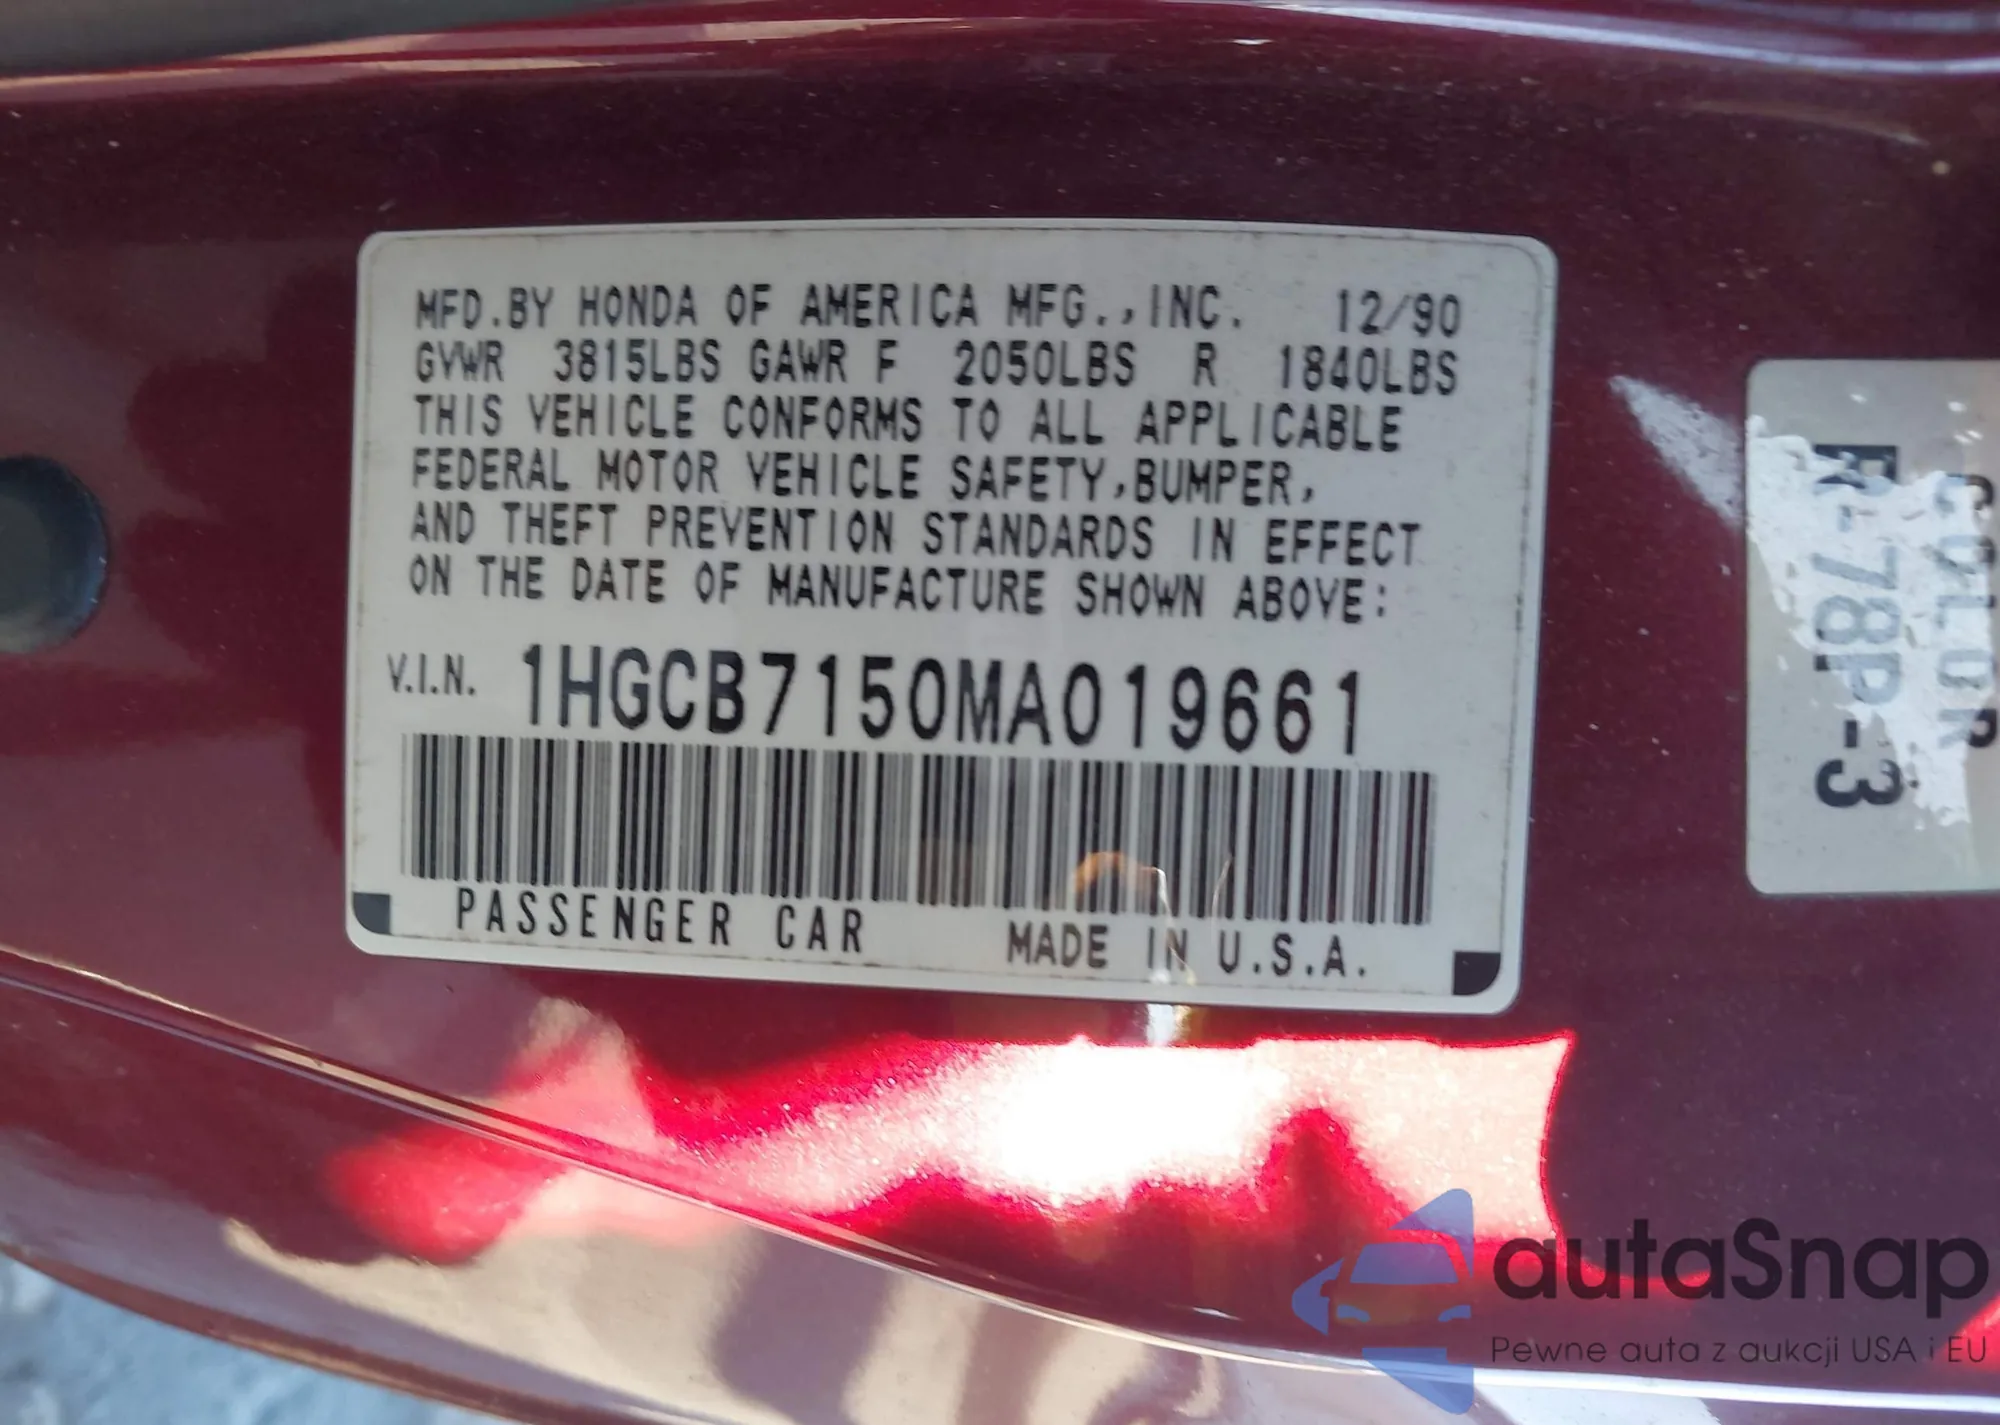 MFD.BY HONDA OF AMERICA MFG.,INC. 12/90
GVWR 3815LBS GAWR F 2050LBS R 1840LBS
THIS VEHICLE CONFORMS TO ALL APPLICABLE
FEDERAL MOTOR VEHICLE SAFETY,BUMPER,
AND THEFT PREVENTION STANDARDS IN EFFECT
ON THE DATE OF MANUFACTURE SHOWN ABOVE:
V.I.N. 1HGCB7150MA019661
PASSENGER CAR MADE IN U.S.A.
COLOR
R-78P-3
autaSnap
Pewne auta z aukcji USA i EU